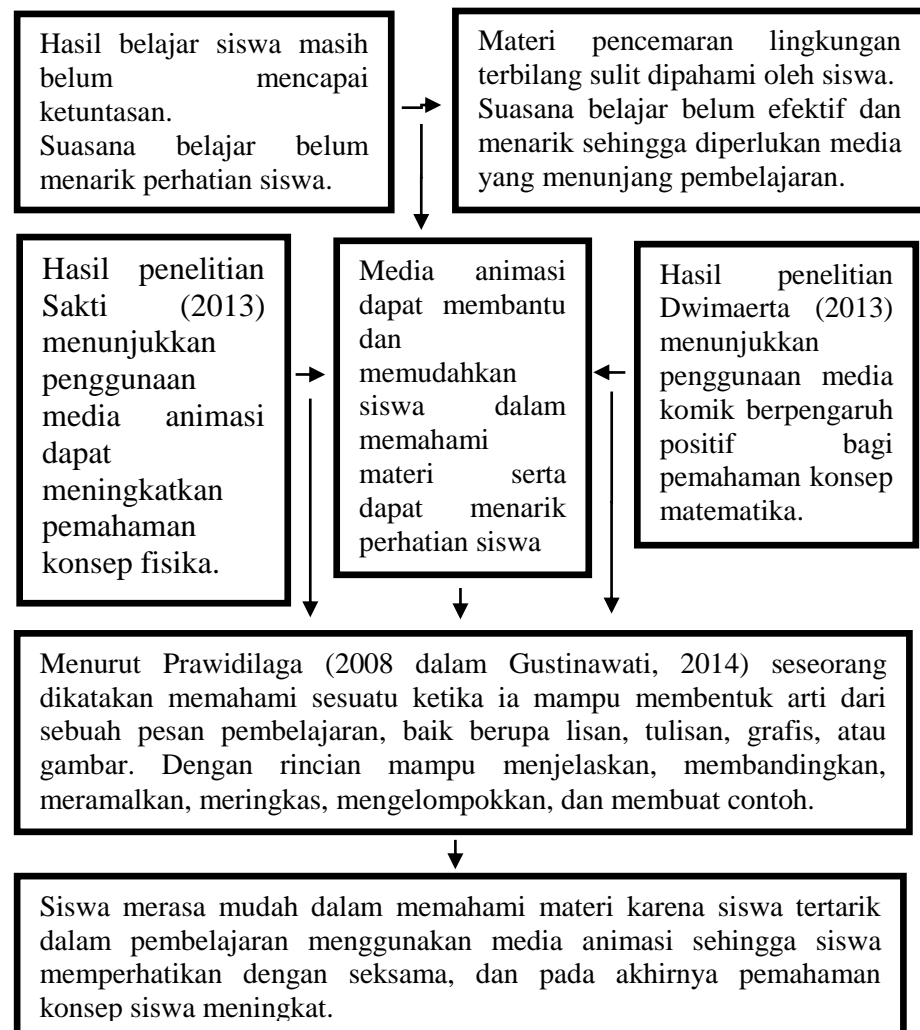 Hasil belajar siswa masih
belum mencapai
ketuntasan.
Suasana belajar belum
menarik perhatian siswa.
Materi pencemaran lingkungan
terbilang sulit dipahami oleh siswa.
Suasana belajar belum efektif dan
menarik sehingga diperlukan media
yang menunjang pembelajaran.
Hasil penelitian
Sakti (2013)
menunjukkan
penggunaan
media animasi
dapat
meningkatkan
pemahaman
konsep fisika.
Media animasi
dapat membantu
dan
memudahkan
siswa dalam
memahami
materi serta
dapat menarik
perhatian siswa
Hasil penelitian
Dwimaerta (2013)
menunjukkan
penggunaan media
komik berpengaruh
positif bagi
pemahaman konsep
matematika.
Menurut Prawidilaga (2008 dalam Gustinawati, 2014) seseorang
dikatakan memahami sesuatu ketika ia mampu membentuk arti dari
sebuah pesan pembelajaran, baik berupa lisan, tulisan, grafis, atau
gambar. Dengan rincian mampu menjelaskan, membandingkan,
meramalkan, meringkas, mengelompokkan, dan membuat contoh.
Siswa merasa mudah dalam memahami materi karena siswa tertarik
dalam pembelajaran menggunakan media animasi sehingga siswa
memperhatikan dengan seksama, dan pada akhirnya pemahaman
konsep siswa meningkat.